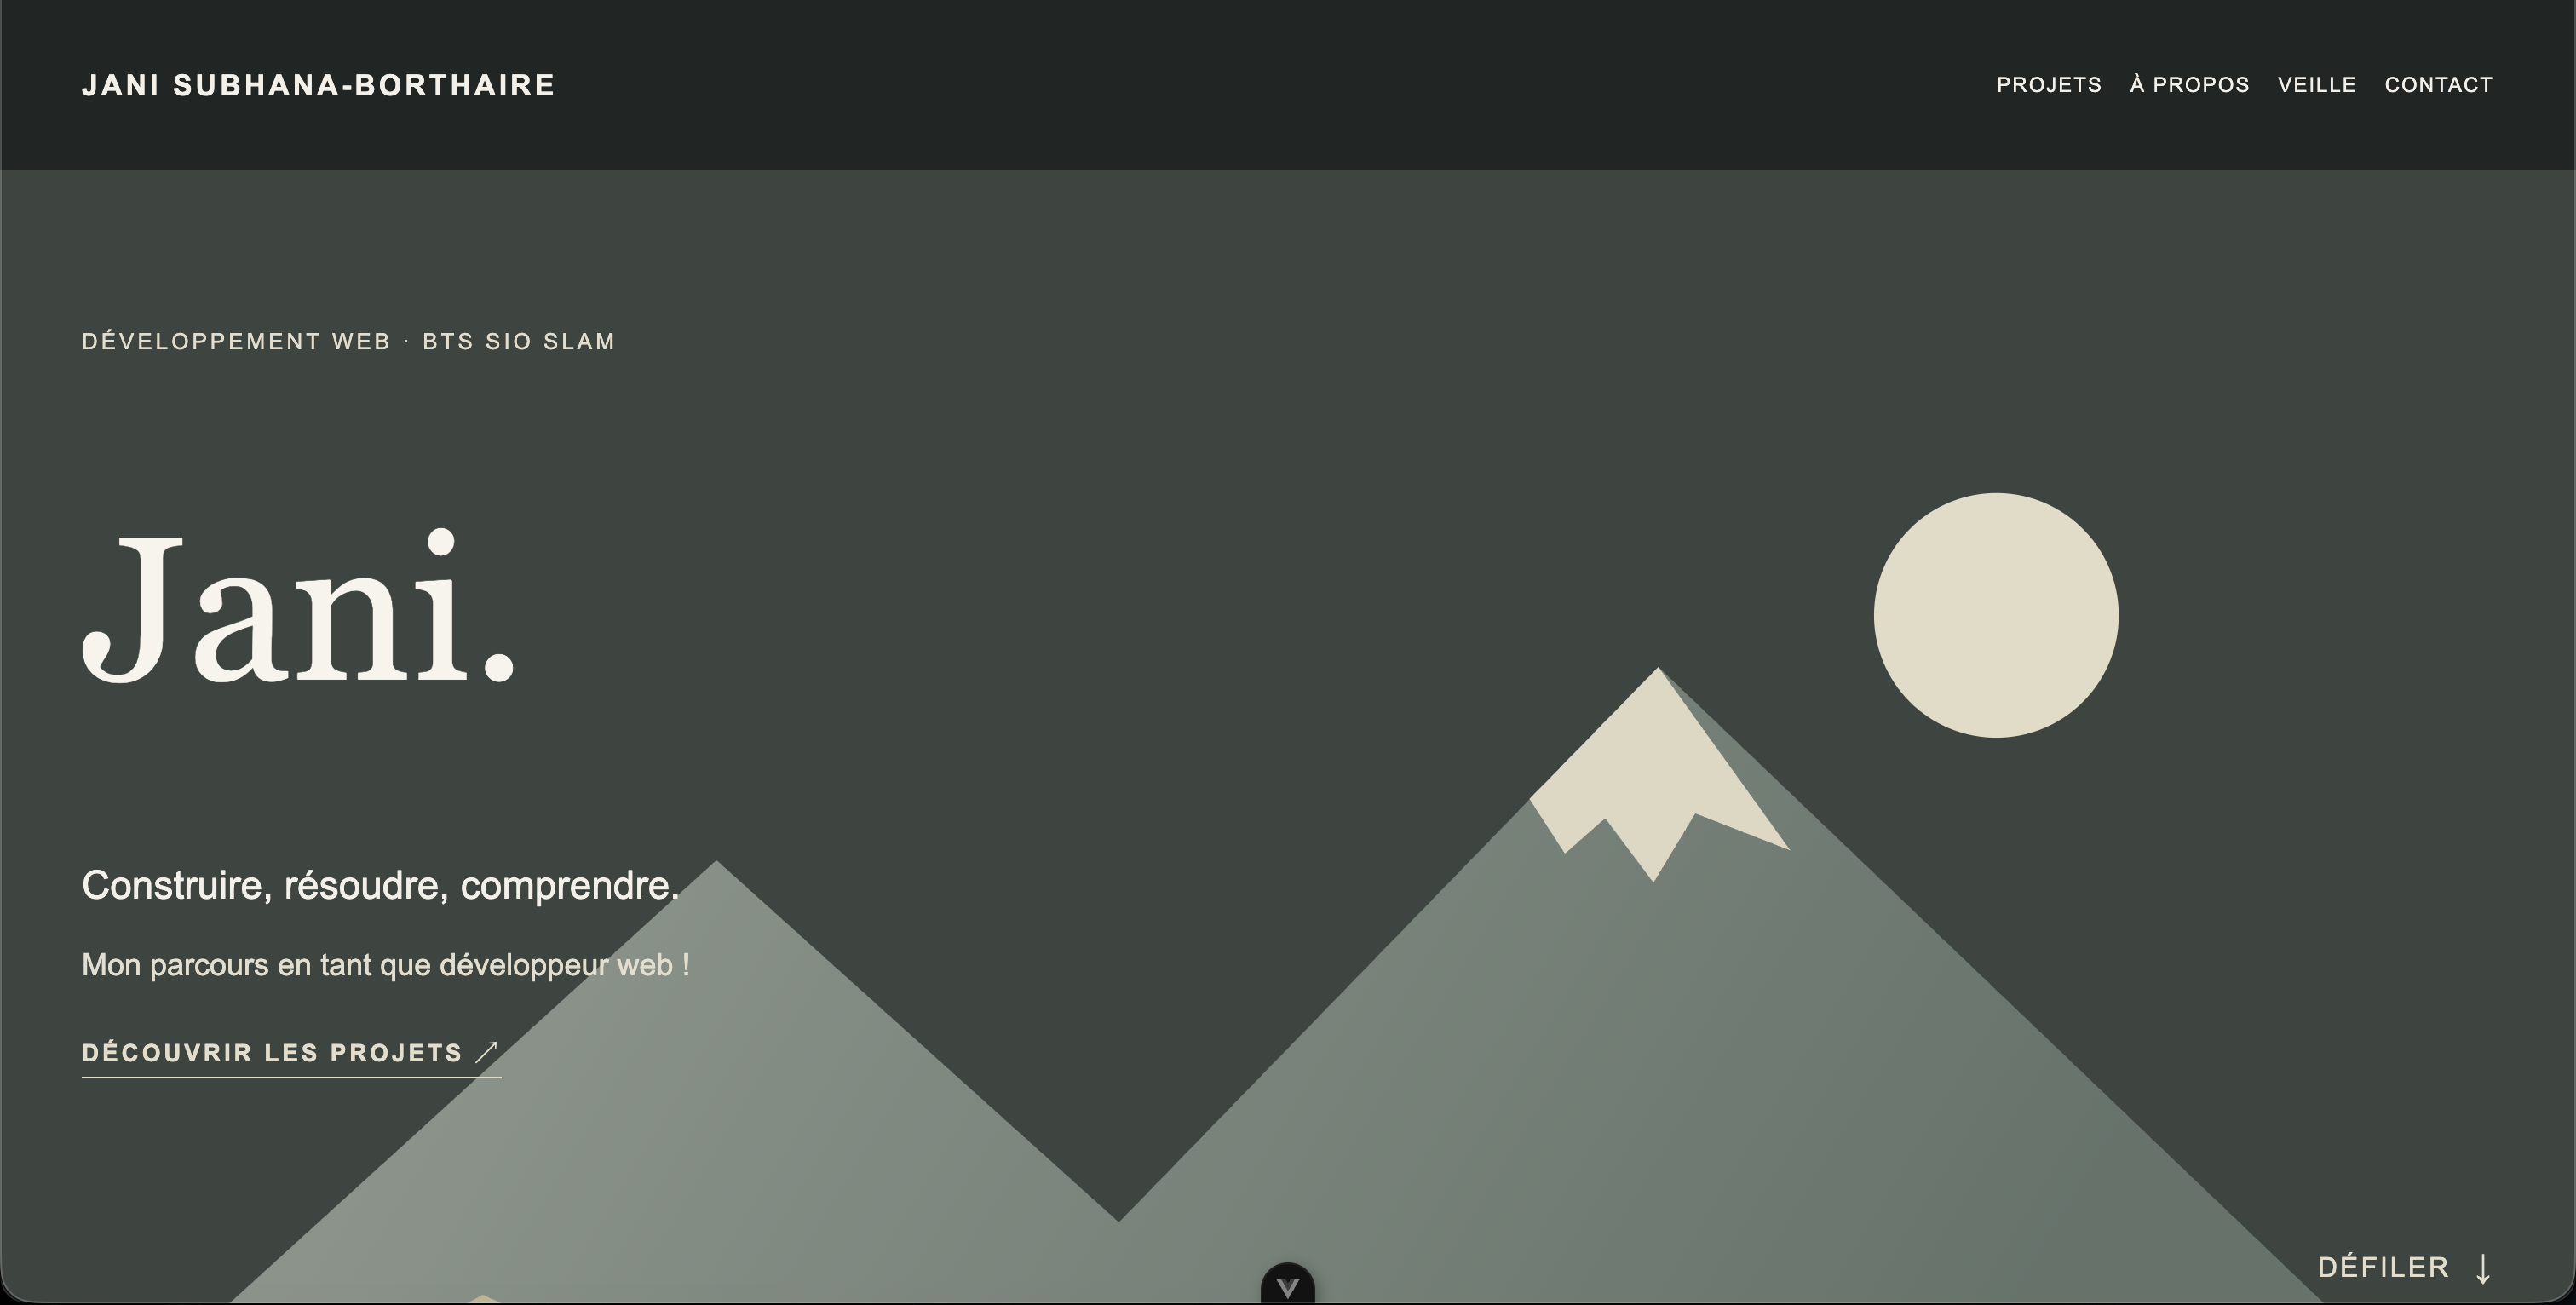 JANI SUBHANA-BORTHAIRE
PROJETS À PROPOS VEILLE CONTACT
DÉVELOPPEMENT WEB · BTS SIO SLAM
Jani.
Construire, résoudre, comprendre.
Mon parcours en tant que développeur web !
DÉCOUVRIR LES PROJETS ↗
DÉFILER ↓